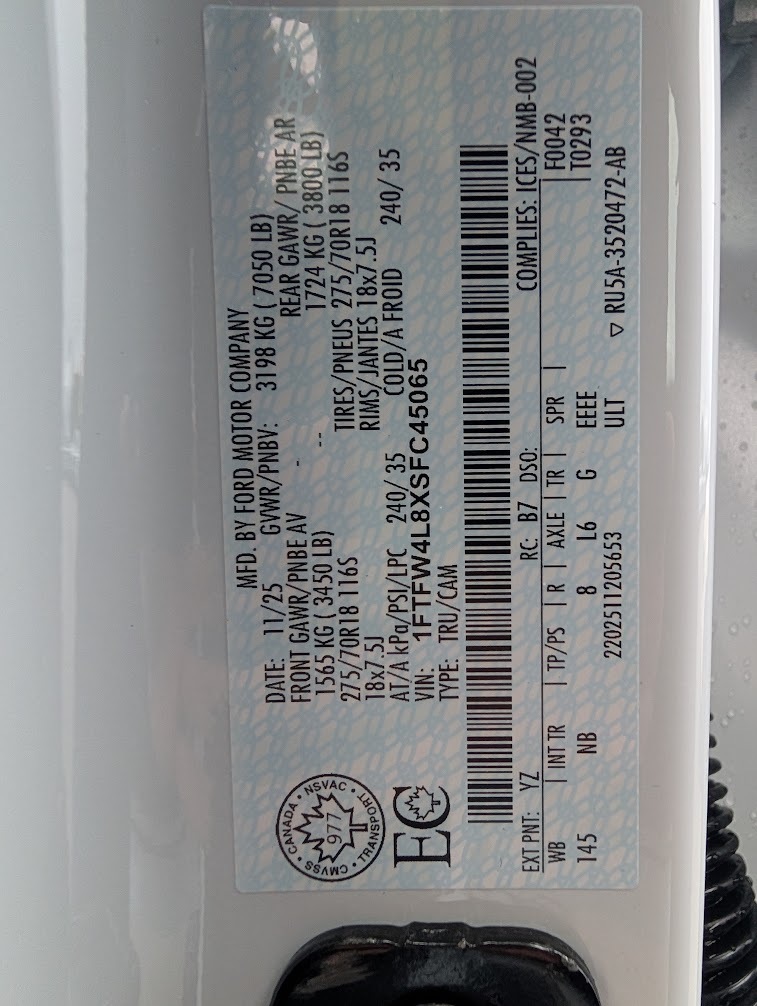 MFD. BY FORD MOTOR COMPANY
DATE: 11/25 GVWR/PNBV: 3198 KG ( 7050 LB)
FRONT GAWR/PNBE AV - REAR GAWR/ PNBE AR
1565 KG ( 3450 LB) -- 1724 KG ( 3800 LB)
275/70R18 116S TIRES/PNEUS 275/70R18 116S
18x7.5J RIMS/JANTES 18x7.5J
AT/A kPa/PSI/LPC 240/ 35 COLD/A FROID 240/ 35
VIN: 1FTFW4L8XSFC45065
TYPE: TRU/CAM
CANADA • NSVAC • TRANSPORT • CMVSS •
977
EC
EXT PNT: YZ RC: B7 DSO: COMPLIES: ICES/NMB-002
WB | INT TR | TP/PS | R | AXLE | TR | SPR | F0042
145 NB 8 L6 G EEEE | T0293
2202511205653 ULT ▽ RU5A-3520472-AB